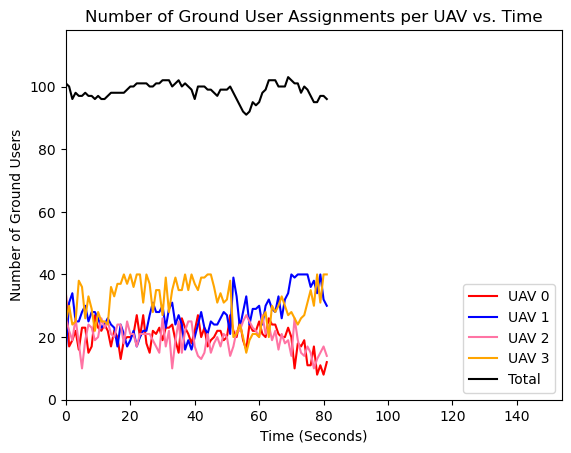 Number of Ground User Assignments per UAV vs. Time
Number of Ground Users
100
80
60
40
20
0
0 20 40 60 80 100 120 140
Time (Seconds)
UAV 0
UAV 1
UAV 2
UAV 3
Total